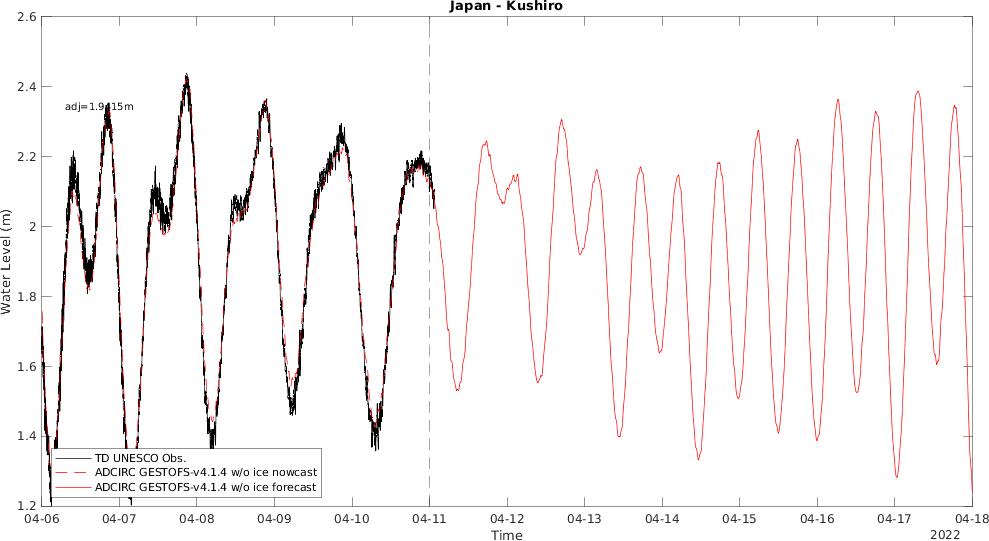 Japan - Kushiro
2.6
2.4
2.2
2
1.8
1.6
1.4
1.2
Water Level (m)
adj=1.9415m
TD UNESCO Obs.
ADCIRC GESTOFS-v4.1.4 w/o ice nowcast
ADCIRC GESTOFS-v4.1.4 w/o ice forecast
04-06 04-07 04-08 04-09 04-10 04-11 04-12 04-13 04-14 04-15 04-16 04-17 04-18
Time
2022